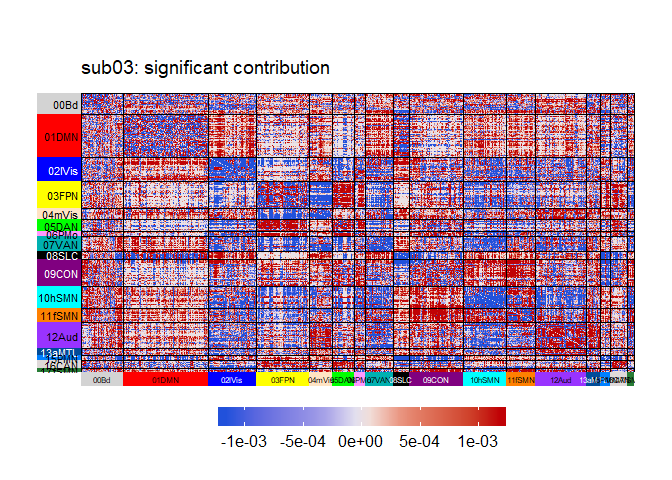 sub03: significant contribution
00Bd
01DMN
02lVis
03FPN
04mVis
05DAN
06PMo
07VAN
08SLC
09CON
10hSMN
11fSMN
12Aud
13aMTL
16CAN
00Bd 01DMN 02lVis 03FPN 04mVis 05DAN 07VAN 08SLC 09CON 10hSMN 11fSMN 12Aud
-1e-03 -5e-04 0e+00 5e-04 1e-03